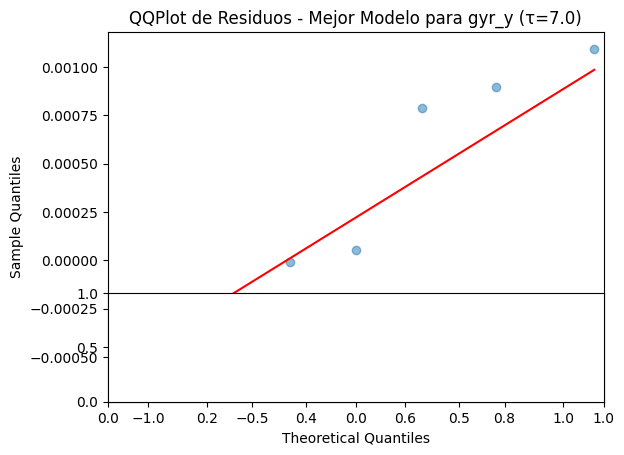 QQPlot de Residuos - Mejor Modelo para gyr_y (τ=7.0)
0.00100
0.00075
0.00050
0.00025
0.00000
1.0
−0.00025
0.5
−0.00050
0.0
0.0 −1.0 0.2 −0.5 0.4 0.0 0.6 0.5 0.8 1.0 1.0
Theoretical Quantiles
Sample Quantiles